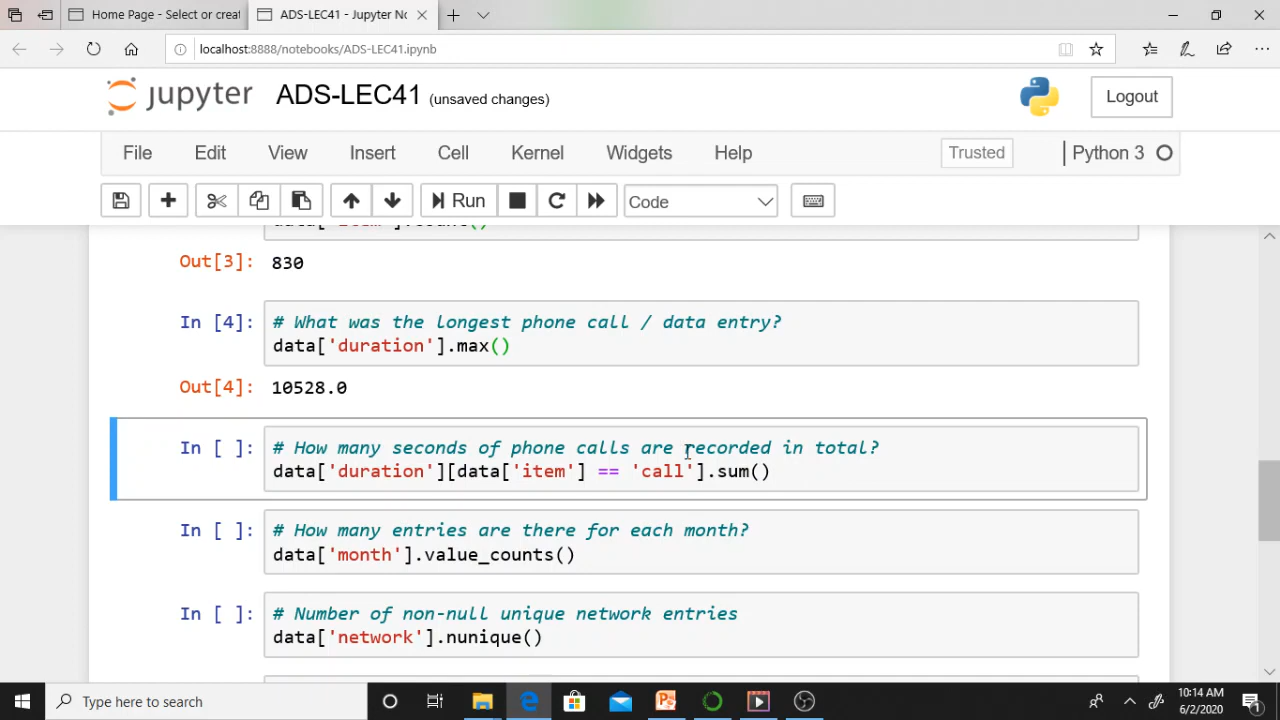 Home Page - Select or creat
ADS-LEC41 - Jupyter No
localhost:8888/notebooks/ADS-LEC41.ipynb
jupyter ADS-LEC41 (unsaved changes)
Logout
File Edit View Insert Cell Kernel Widgets Help Trusted Python 3
Run Code
Out[3]: 830
In [4]: # What was the longest phone call / data entry?
data['duration'].max()
Out[4]: 10528.0
In [ ]: # How many seconds of phone calls are recorded in total?
data['duration'][data['item'] == 'call'].sum()
In [ ]: # How many entries are there for each month?
data['month'].value_counts()
In [ ]: # Number of non-null unique network entries
data['network'].nunique()
Type here to search
10:14 AM
6/2/2020
1